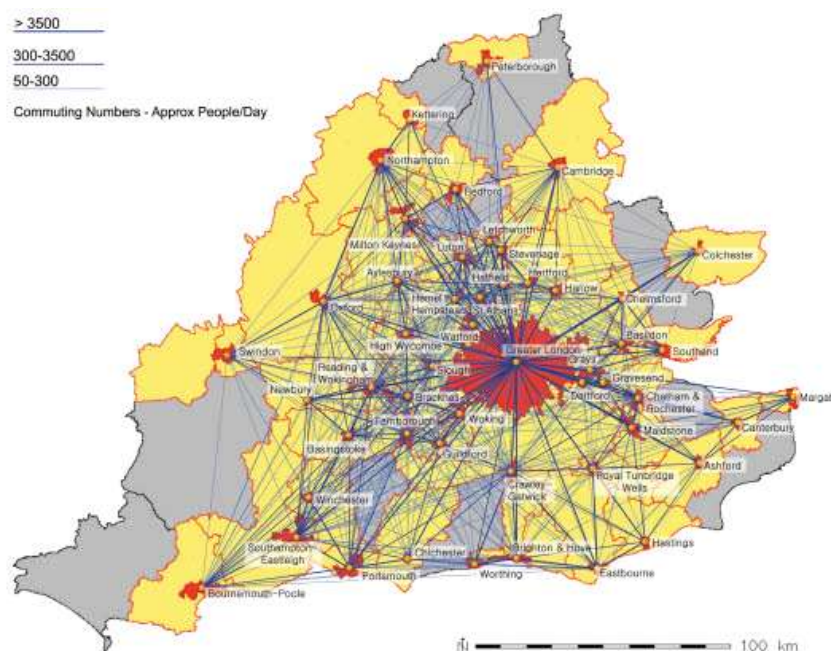 > 3500
300-3500
50-300
Commuting Numbers - Approx People/Day
Peterborough
Kettering
Northampton
Cambridge
Bedford
Letchworth
Milton Keynes
Luton
Stevenage
Colchester
Aylesbury
Hatfield
Hertford
Harlow
Oxford
Hemel
Hempstead
St Albans
Chelmsford
Watford
High Wycombe
Basildon
Swindon
Greater London
Southend
Reading &
Wokingham
Slough
Grays
Gravesend
Newbury
Bracknell
Dartford
Chatham &
Rochester
Margat
Farnborough
Woking
Maidstone
Canterbury
Basingstoke
Guildford
Ashford
Crawley
Gatwick
Royal Tunbridge
Wells
Winchester
Southampton
Eastleigh
Chichester
Brighton & Hove
Hastings
Portsmouth
Worthing
Eastbourne
Bournemouth-Poole
100 km